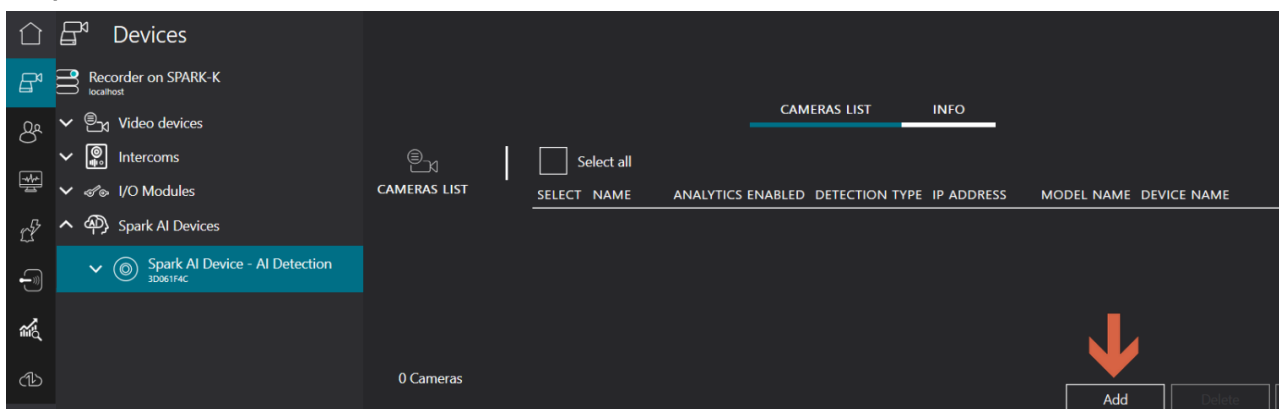 Devices
Recorder on SPARK-K
localhost
Video devices
Intercoms
I/O Modules
Spark AI Devices
Spark AI Device - AI Detection
3D061F4C
CAMERAS LIST
0 Cameras
CAMERAS LIST INFO
Select all
SELECT NAME ANALYTICS ENABLED DETECTION TYPE IP ADDRESS MODEL NAME DEVICE NAME
Add Delete